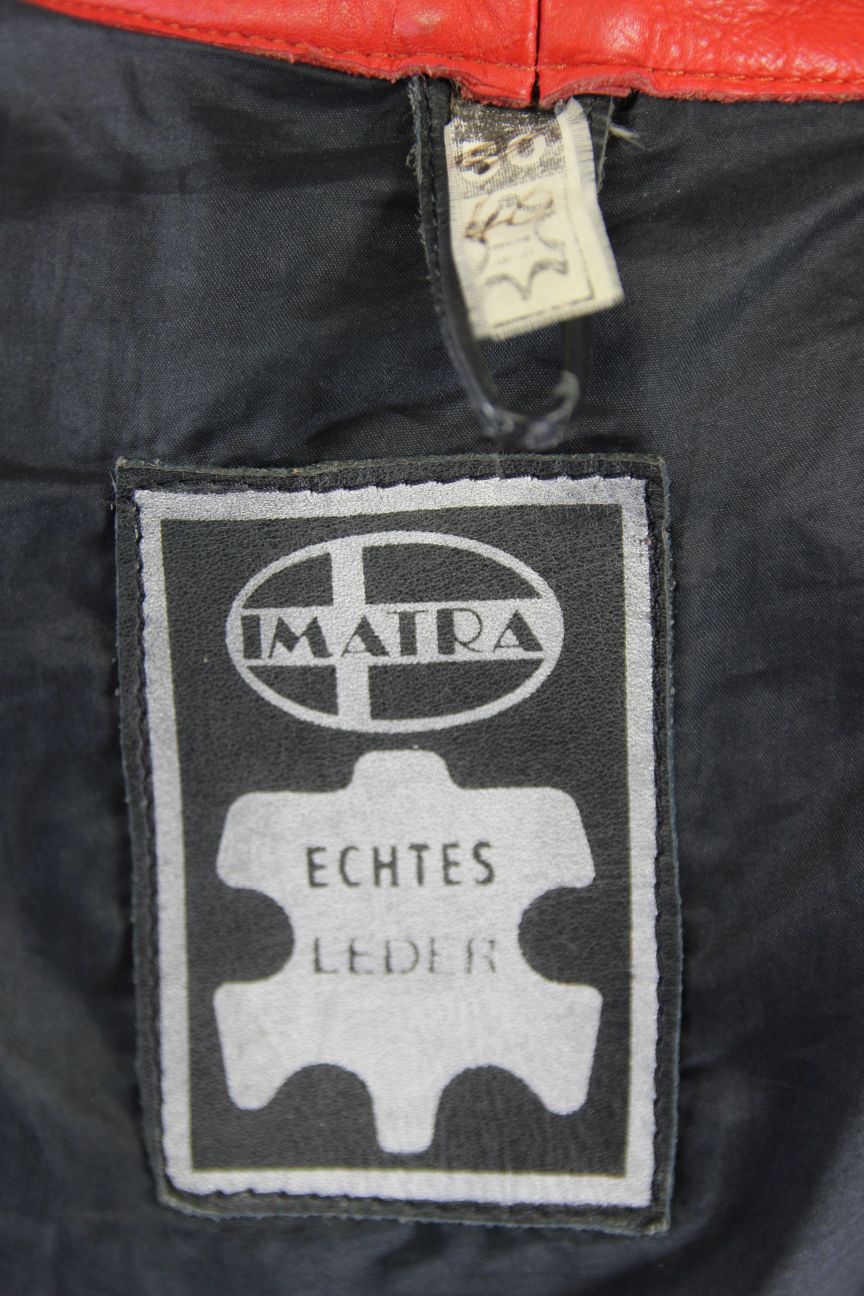 50
IMATRA
ECHTES
LEDER